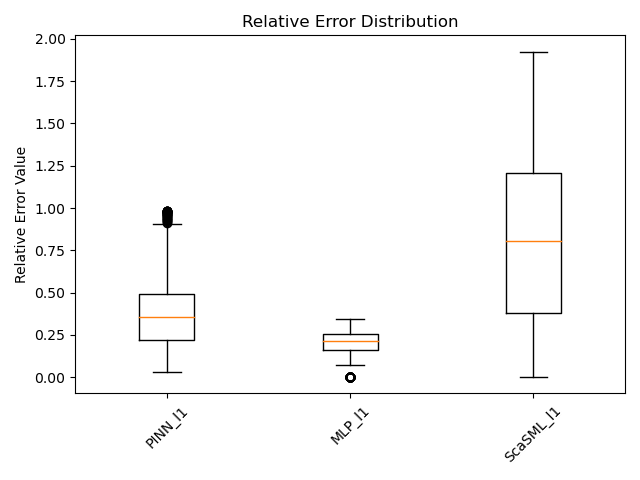 Relative Error Distribution
2.00
1.75
1.50
1.25
1.00
0.75
0.50
0.25
0.00
Relative Error Value
PINN_l1
MLP_l1
ScaSML_l1